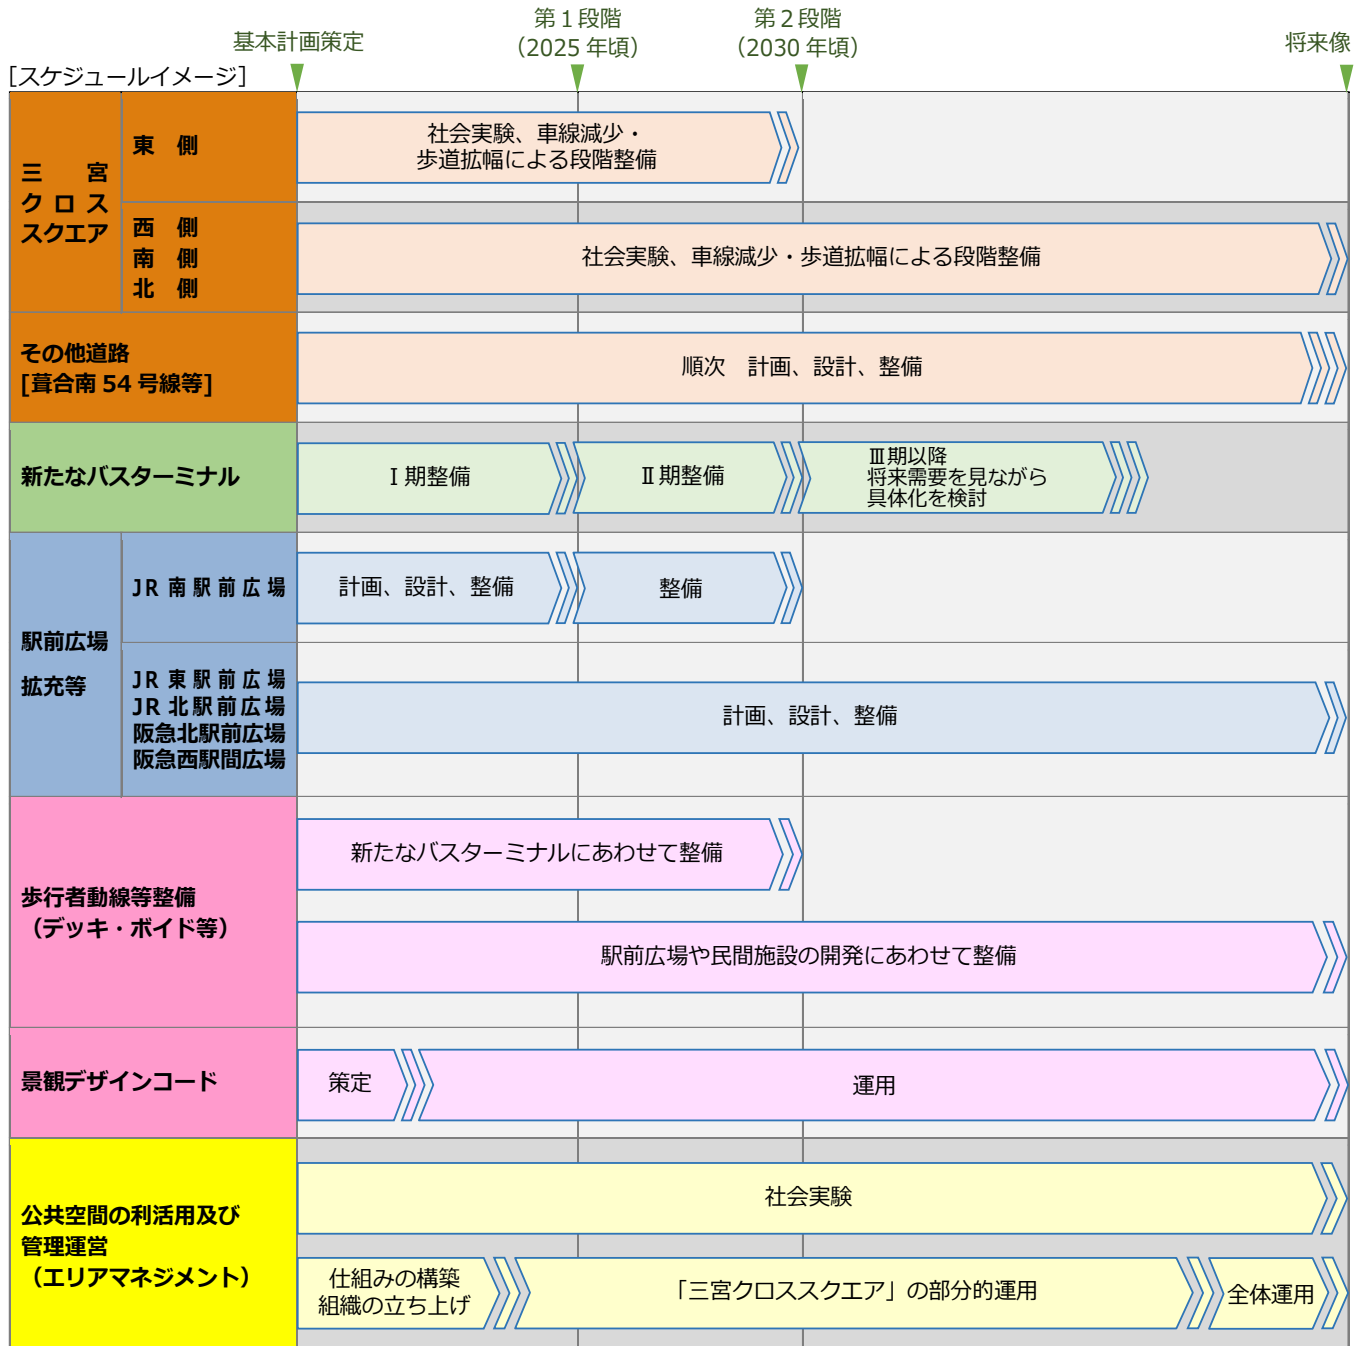 第１段階
（2025 年頃）
第２段階
（2030 年頃）
基本計画策定
将来像
［スケジュールイメージ］
三宮
クロス
スクエア
東 側
社会実験、車線減少・
歩道拡幅による段階整備
西 側
南 側
北 側
社会実験、車線減少・歩道拡幅による段階整備
その他道路
[葺合南 54 号線等]
順次　計画、設計、整備
新たなバスターミナル
Ⅰ期整備
Ⅱ期整備
Ⅲ期以降
将来需要を見ながら
具体化を検討
駅前広場
拡充等
JR 南駅前広場
計画、設計、整備
整備
JR 東駅前広場
JR 北駅前広場
阪急北駅前広場
阪急西駅間広場
計画、設計、整備
歩行者動線等整備
（デッキ・ボイド等）
新たなバスターミナルにあわせて整備
駅前広場や民間施設の開発にあわせて整備
景観デザインコード
策定
運用
公共空間の利活用及び
管理運営
（エリアマネジメント）
社会実験
仕組みの構築
組織の立ち上げ
「三宮クロススクエア」の部分的運用
全体運用